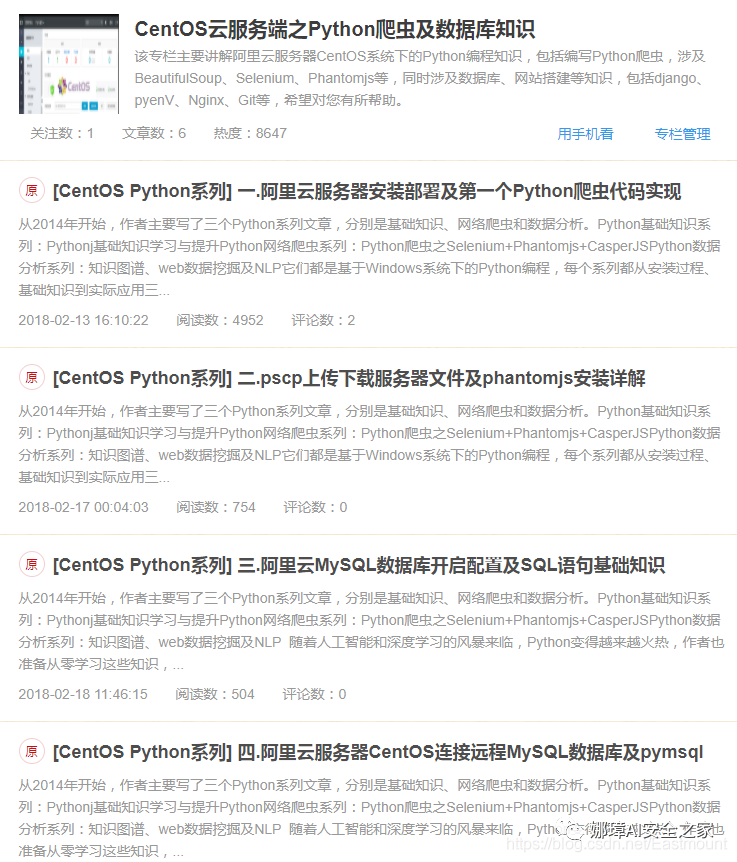 CentOS云服务端之Python爬虫及数据库知识
该专栏主要讲解阿里云服务器CentOS系统下的Python编程知识，包括编写Python爬虫，涉及
BeautifulSoup、Selenium、Phantomjs等，同时涉及数据库、网站搭建等知识，包括django、
pyenV、Nginx、Git等，希望对您有所帮助。
关注数：1 文章数：6 热度：8647 用手机看 专栏管理
原 [CentOS Python系列] 一.阿里云服务器安装部署及第一个Python爬虫代码实现
从2014年开始，作者主要写了三个Python系列文章，分别是基础知识、网络爬虫和数据分析。Python基础知识系
列：Pythonj基础知识学习与提升Python网络爬虫系列：Python爬虫之Selenium+Phantomjs+CasperJSPython数据
分析系列：知识图谱、web数据挖掘及NLP它们都是基于Windows系统下的Python编程，每个系列都从安装过程、
基础知识到实际应用三...
2018-02-13 16:10:22 阅读数：4952 评论数：2
原 [CentOS Python系列] 二.pscp上传下载服务器文件及phantomjs安装详解
从2014年开始，作者主要写了三个Python系列文章，分别是基础知识、网络爬虫和数据分析。Python基础知识系
列：Pythonj基础知识学习与提升Python网络爬虫系列：Python爬虫之Selenium+Phantomjs+CasperJSPython数据
分析系列：知识图谱、web数据挖掘及NLP它们都是基于Windows系统下的Python编程，每个系列都从安装过程、
基础知识到实际应用三...
2018-02-17 00:04:03 阅读数：754 评论数：0
原 [CentOS Python系列] 三.阿里云MySQL数据库开启配置及SQL语句基础知识
从2014年开始，作者主要写了三个Python系列文章，分别是基础知识、网络爬虫和数据分析。Python基础知识系
列：Pythonj基础知识学习与提升Python网络爬虫系列：Python爬虫之Selenium+Phantomjs+CasperJSPython数据
分析系列：知识图谱、web数据挖掘及NLP 随着人工智能和深度学习的风暴来临，Python变得越来越火热，作者也
准备从零学习这些知识，...
2018-02-18 11:46:15 阅读数：504 评论数：0
原 [CentOS Python系列] 四.阿里云服务器CentOS连接远程MySQL数据库及pymsql
从2014年开始，作者主要写了三个Python系列文章，分别是基础知识、网络爬虫和数据分析。Python基础知识系
列：Pythonj基础知识学习与提升Python网络爬虫系列：Python爬虫之Selenium+Phantomjs+CasperJSPython数据
分析系列：知识图谱、web数据挖掘及NLP 随着人工智能和深度学习的风暴来临，Pyth
娜璋AI安全之家
https://blog.csdn.net/Eastmount
准备从零学习这些知识，...